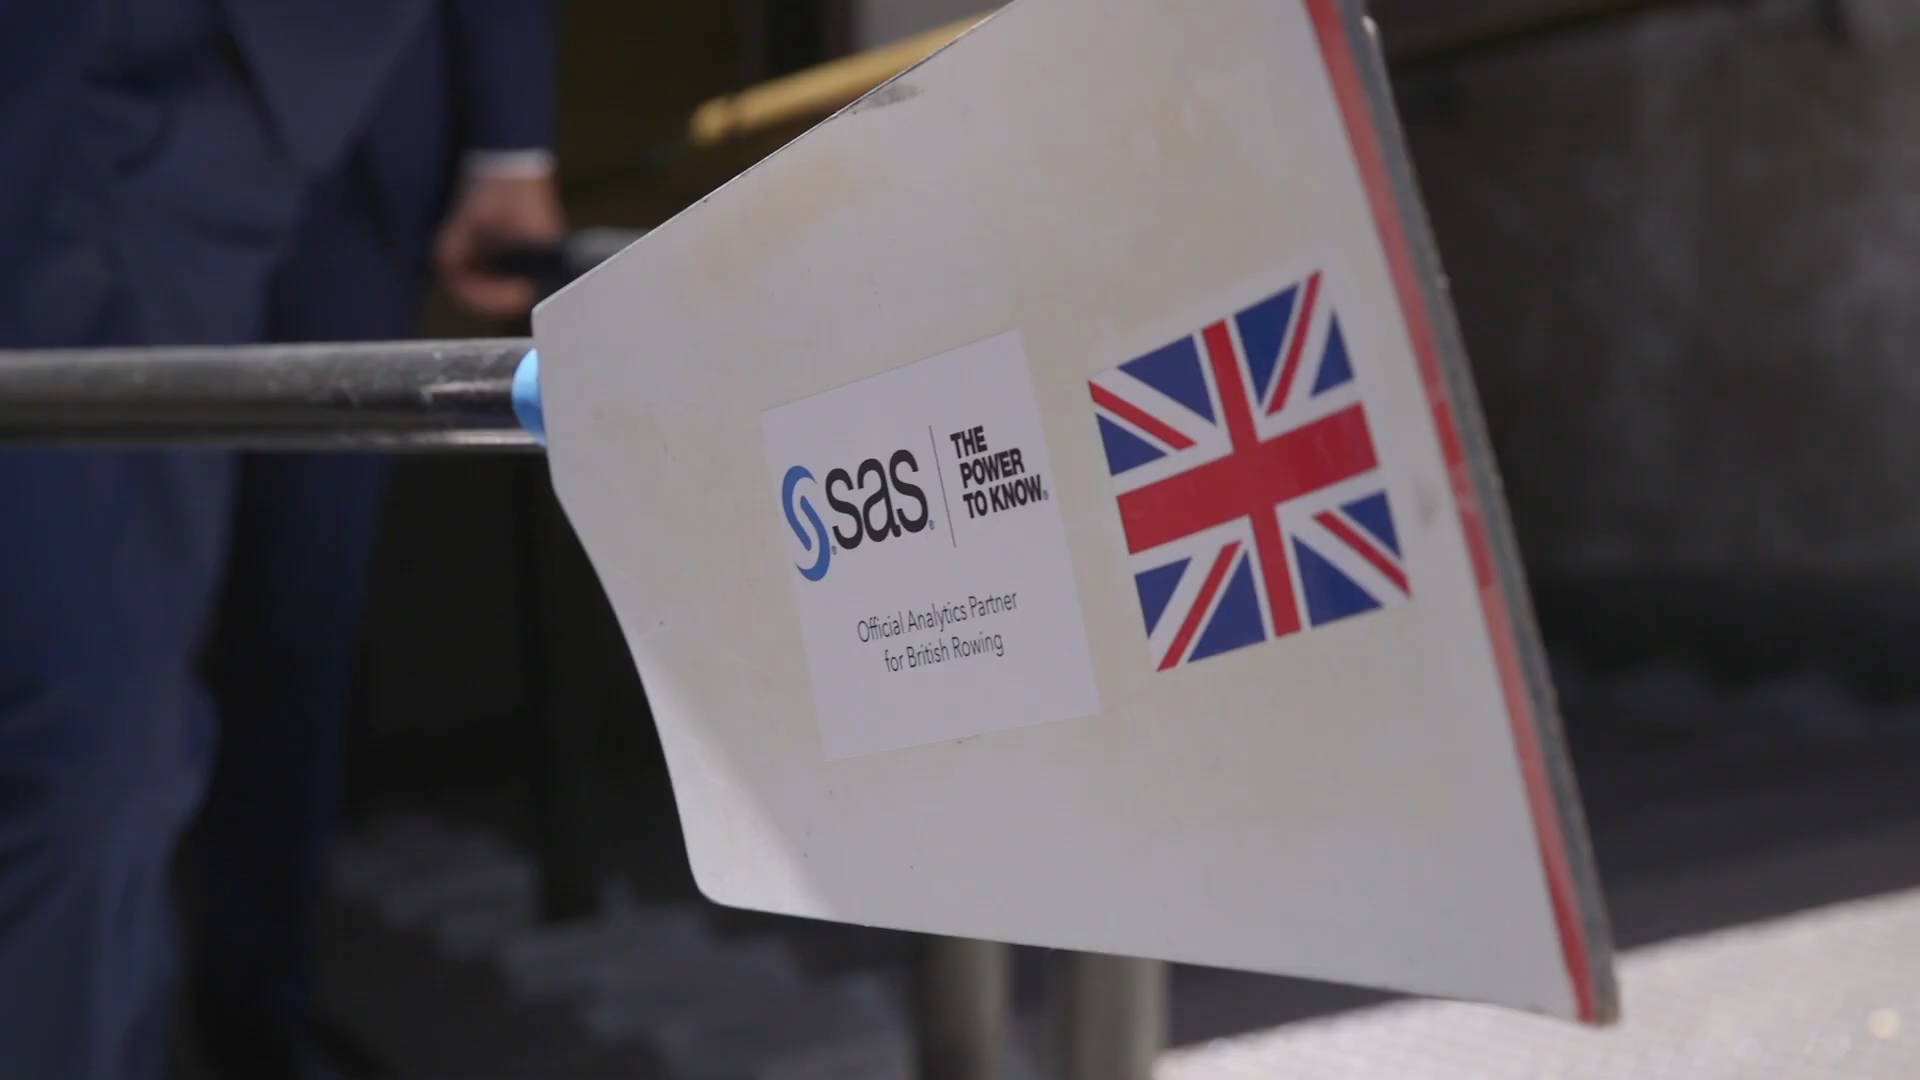 sas
THE
POWER
TO KNOW®
Official Analytics Partner
for British Rowing